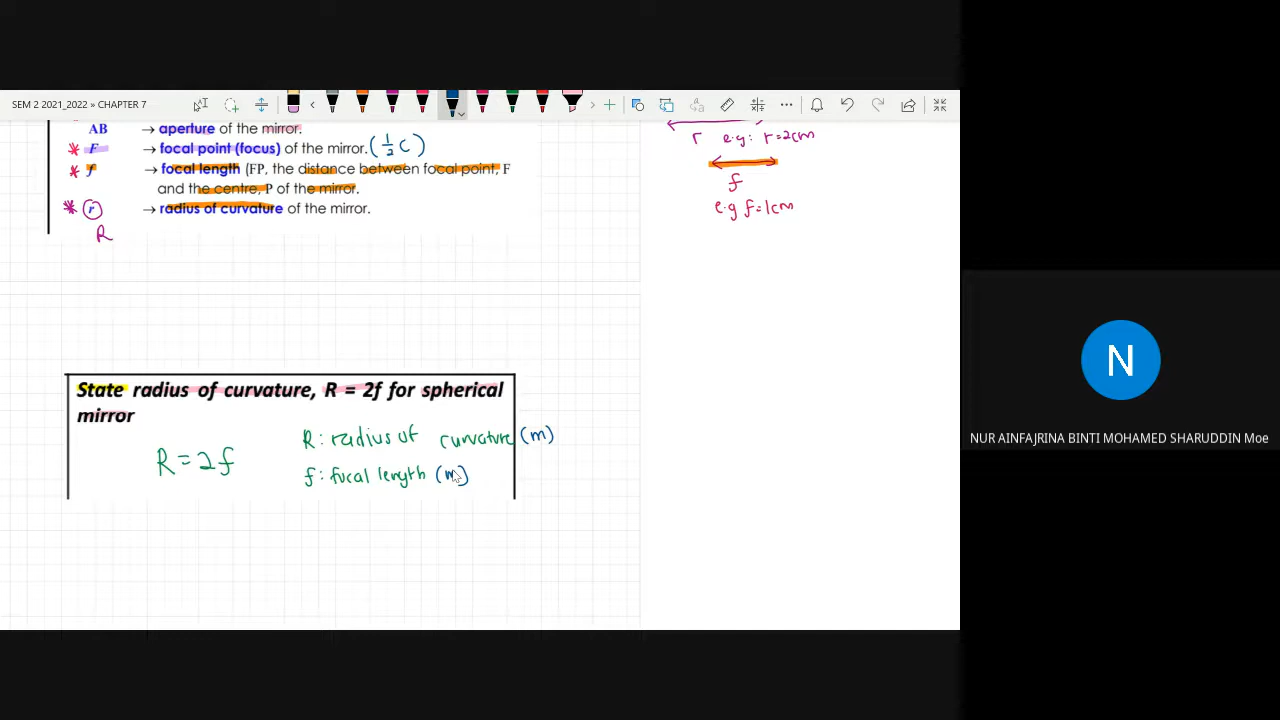 SEM 2 2021_2022 » CHAPTER 7
AB → aperture of the mirror.
* F → focal point (focus) of the mirror. (1/2 C)
* f → focal length (FP, the distance between focal point, F
and the centre, P of the mirror.
* r → radius of curvature of the mirror.
R
r e.g: r=2cm
f
e.g f=1cm
State radius of curvature, R = 2f for spherical
mirror
R = 2f
R: radius of curvature (m)
f: focal length (m)
N
NUR AINFAJRINA BINTI MOHAMED SHARUDDIN Moe